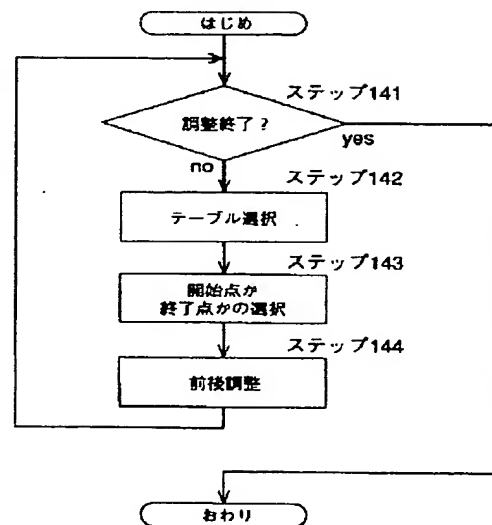 はじめ
ステップ141
調整終了？
yes
no
ステップ142
テーブル選択
ステップ143
開始点か
終了点かの選択
ステップ144
前後調整
おわり